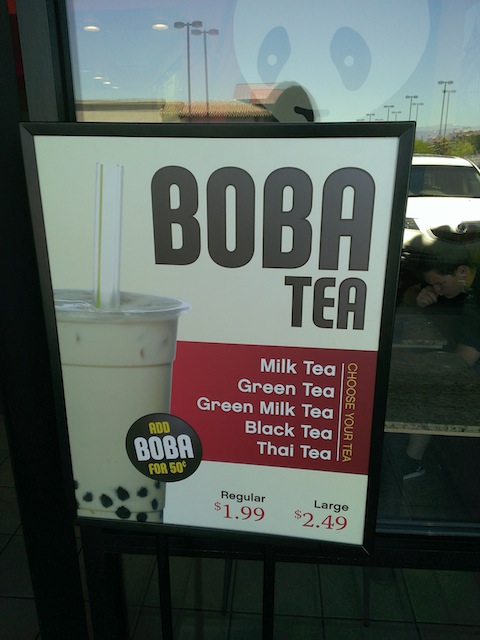 BOBA
TEA
Milk Tea
Green Tea
Green Milk Tea
Black Tea
Thai Tea
CHOOSE YOUR TEA
ADD
BOBA
FOR 50¢
Regular
$1.99
Large
$2.49